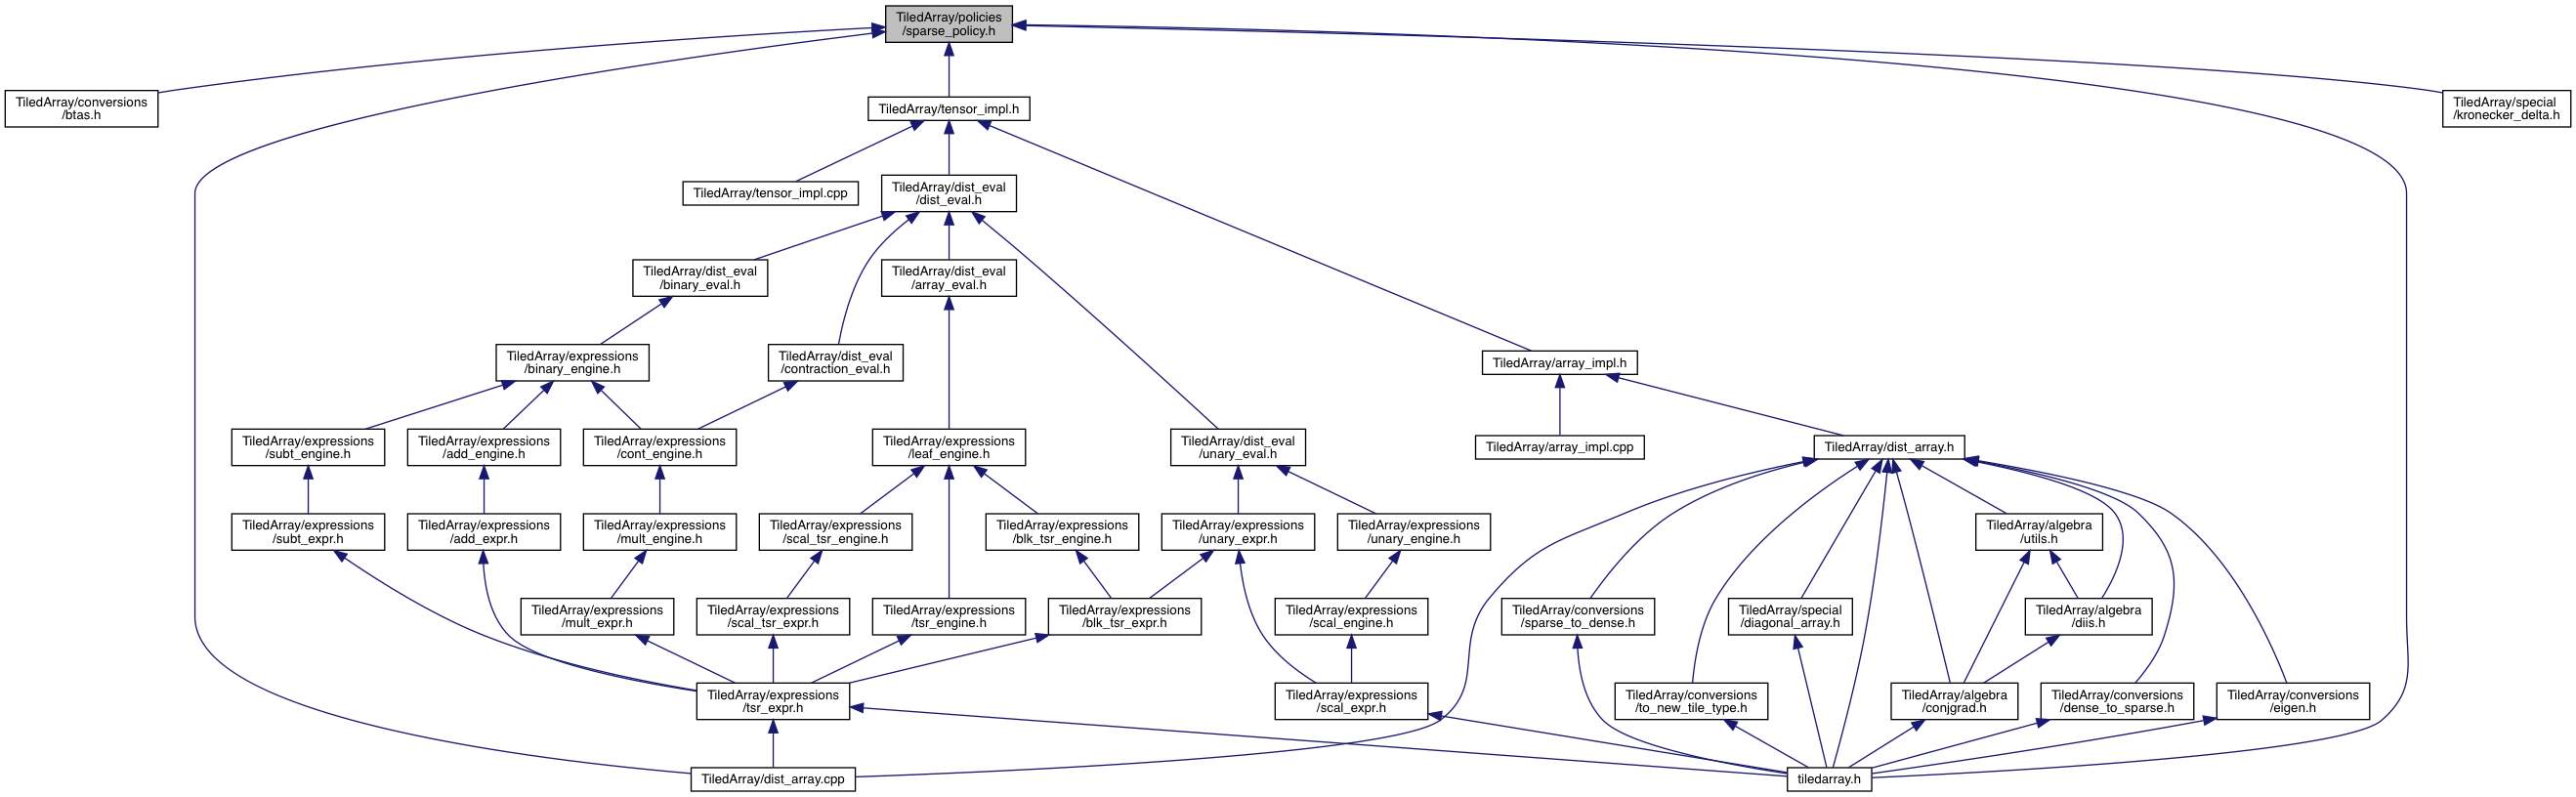 TiledArray/policies
/sparse_policy.h
TiledArray/conversions
/btas.h
TiledArray/tensor_impl.h
TiledArray/special
/kronecker_delta.h
TiledArray/tensor_impl.cpp
TiledArray/dist_eval
/dist_eval.h
TiledArray/dist_eval
/binary_eval.h
TiledArray/dist_eval
/array_eval.h
TiledArray/expressions
/binary_engine.h
TiledArray/dist_eval
/contraction_eval.h
TiledArray/array_impl.h
TiledArray/expressions
/subt_engine.h
TiledArray/expressions
/add_engine.h
TiledArray/expressions
/cont_engine.h
TiledArray/expressions
/leaf_engine.h
TiledArray/dist_eval
/unary_eval.h
TiledArray/array_impl.cpp
TiledArray/dist_array.h
TiledArray/expressions
/subt_expr.h
TiledArray/expressions
/add_expr.h
TiledArray/expressions
/mult_engine.h
TiledArray/expressions
/scal_tsr_engine.h
TiledArray/expressions
/blk_tsr_engine.h
TiledArray/expressions
/unary_expr.h
TiledArray/expressions
/unary_engine.h
TiledArray/algebra
/utils.h
TiledArray/expressions
/mult_expr.h
TiledArray/expressions
/scal_tsr_expr.h
TiledArray/expressions
/tsr_engine.h
TiledArray/expressions
/blk_tsr_expr.h
TiledArray/expressions
/scal_engine.h
TiledArray/conversions
/sparse_to_dense.h
TiledArray/special
/diagonal_array.h
TiledArray/algebra
/diis.h
TiledArray/expressions
/tsr_expr.h
TiledArray/expressions
/scal_expr.h
TiledArray/conversions
/to_new_tile_type.h
TiledArray/algebra
/conjgrad.h
TiledArray/conversions
/dense_to_sparse.h
TiledArray/conversions
/eigen.h
TiledArray/dist_array.cpp
tiledarray.h